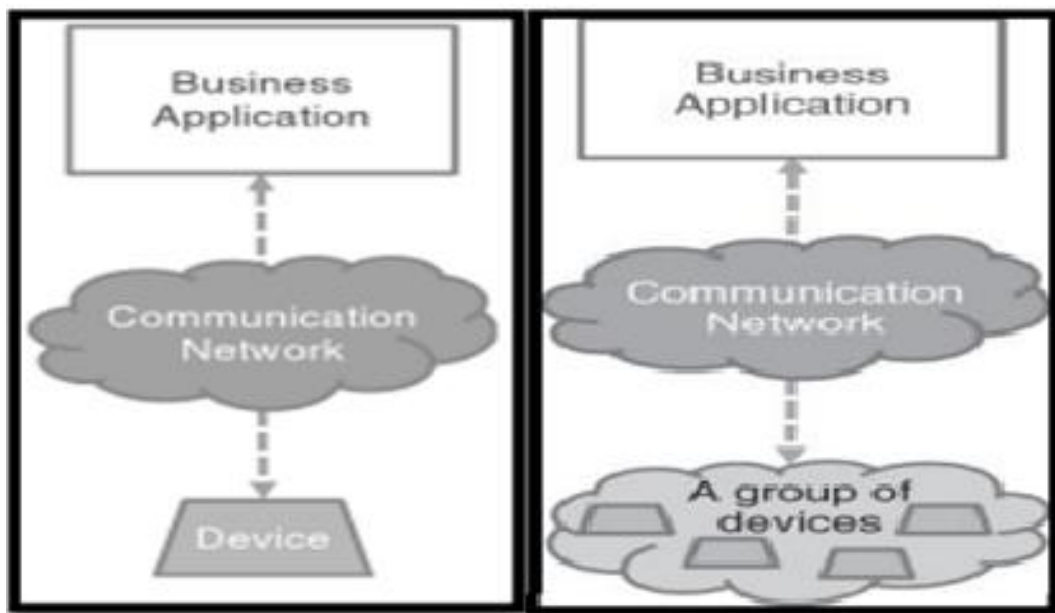 Business
Application
Communication
Network
Device
Business
Application
Communication
Network
A group of
devices